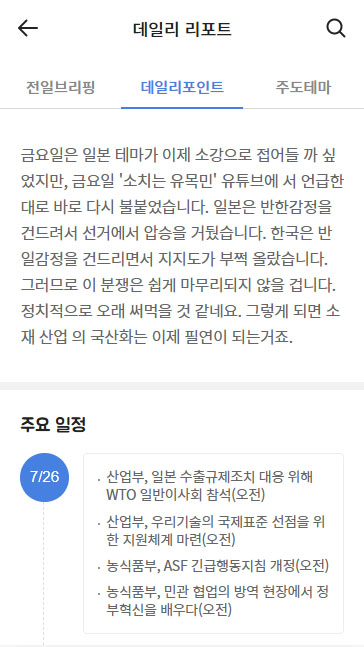 데일리 리포트
전일브리핑 데일리포인트 주도테마
금요일은 일본 테마가 이제 소강으로 접어들 까 싶
었지만, 금요일 '소치는 유목민' 유튜브에 서 언급한
대로 바로 다시 불붙었습니다. 일본은 반한감정을
건드려서 선거에서 압승을 거뒀습니다. 한국은 반
일감정을 건드리면서 지지도가 부쩍 올랐습니다.
그러므로 이 분쟁은 쉽게 마무리되지 않을 겁니다.
정치적으로 오래 써먹을 것 같네요. 그렇게 되면 소
재 산업 의 국산화는 이제 필연이 되는거죠.
주요 일정
7/26
· 산업부, 일본 수출규제조치 대응 위해
WTO 일반이사회 참석(오전)
· 산업부, 우리기술의 국제표준 선점을 위
한 지원체계 마련(오전)
· 농식품부, ASF 긴급행동지침 개정(오전)
· 농식품부, 민관 협업의 방역 현장에서 정
부혁신을 배우다(오전)